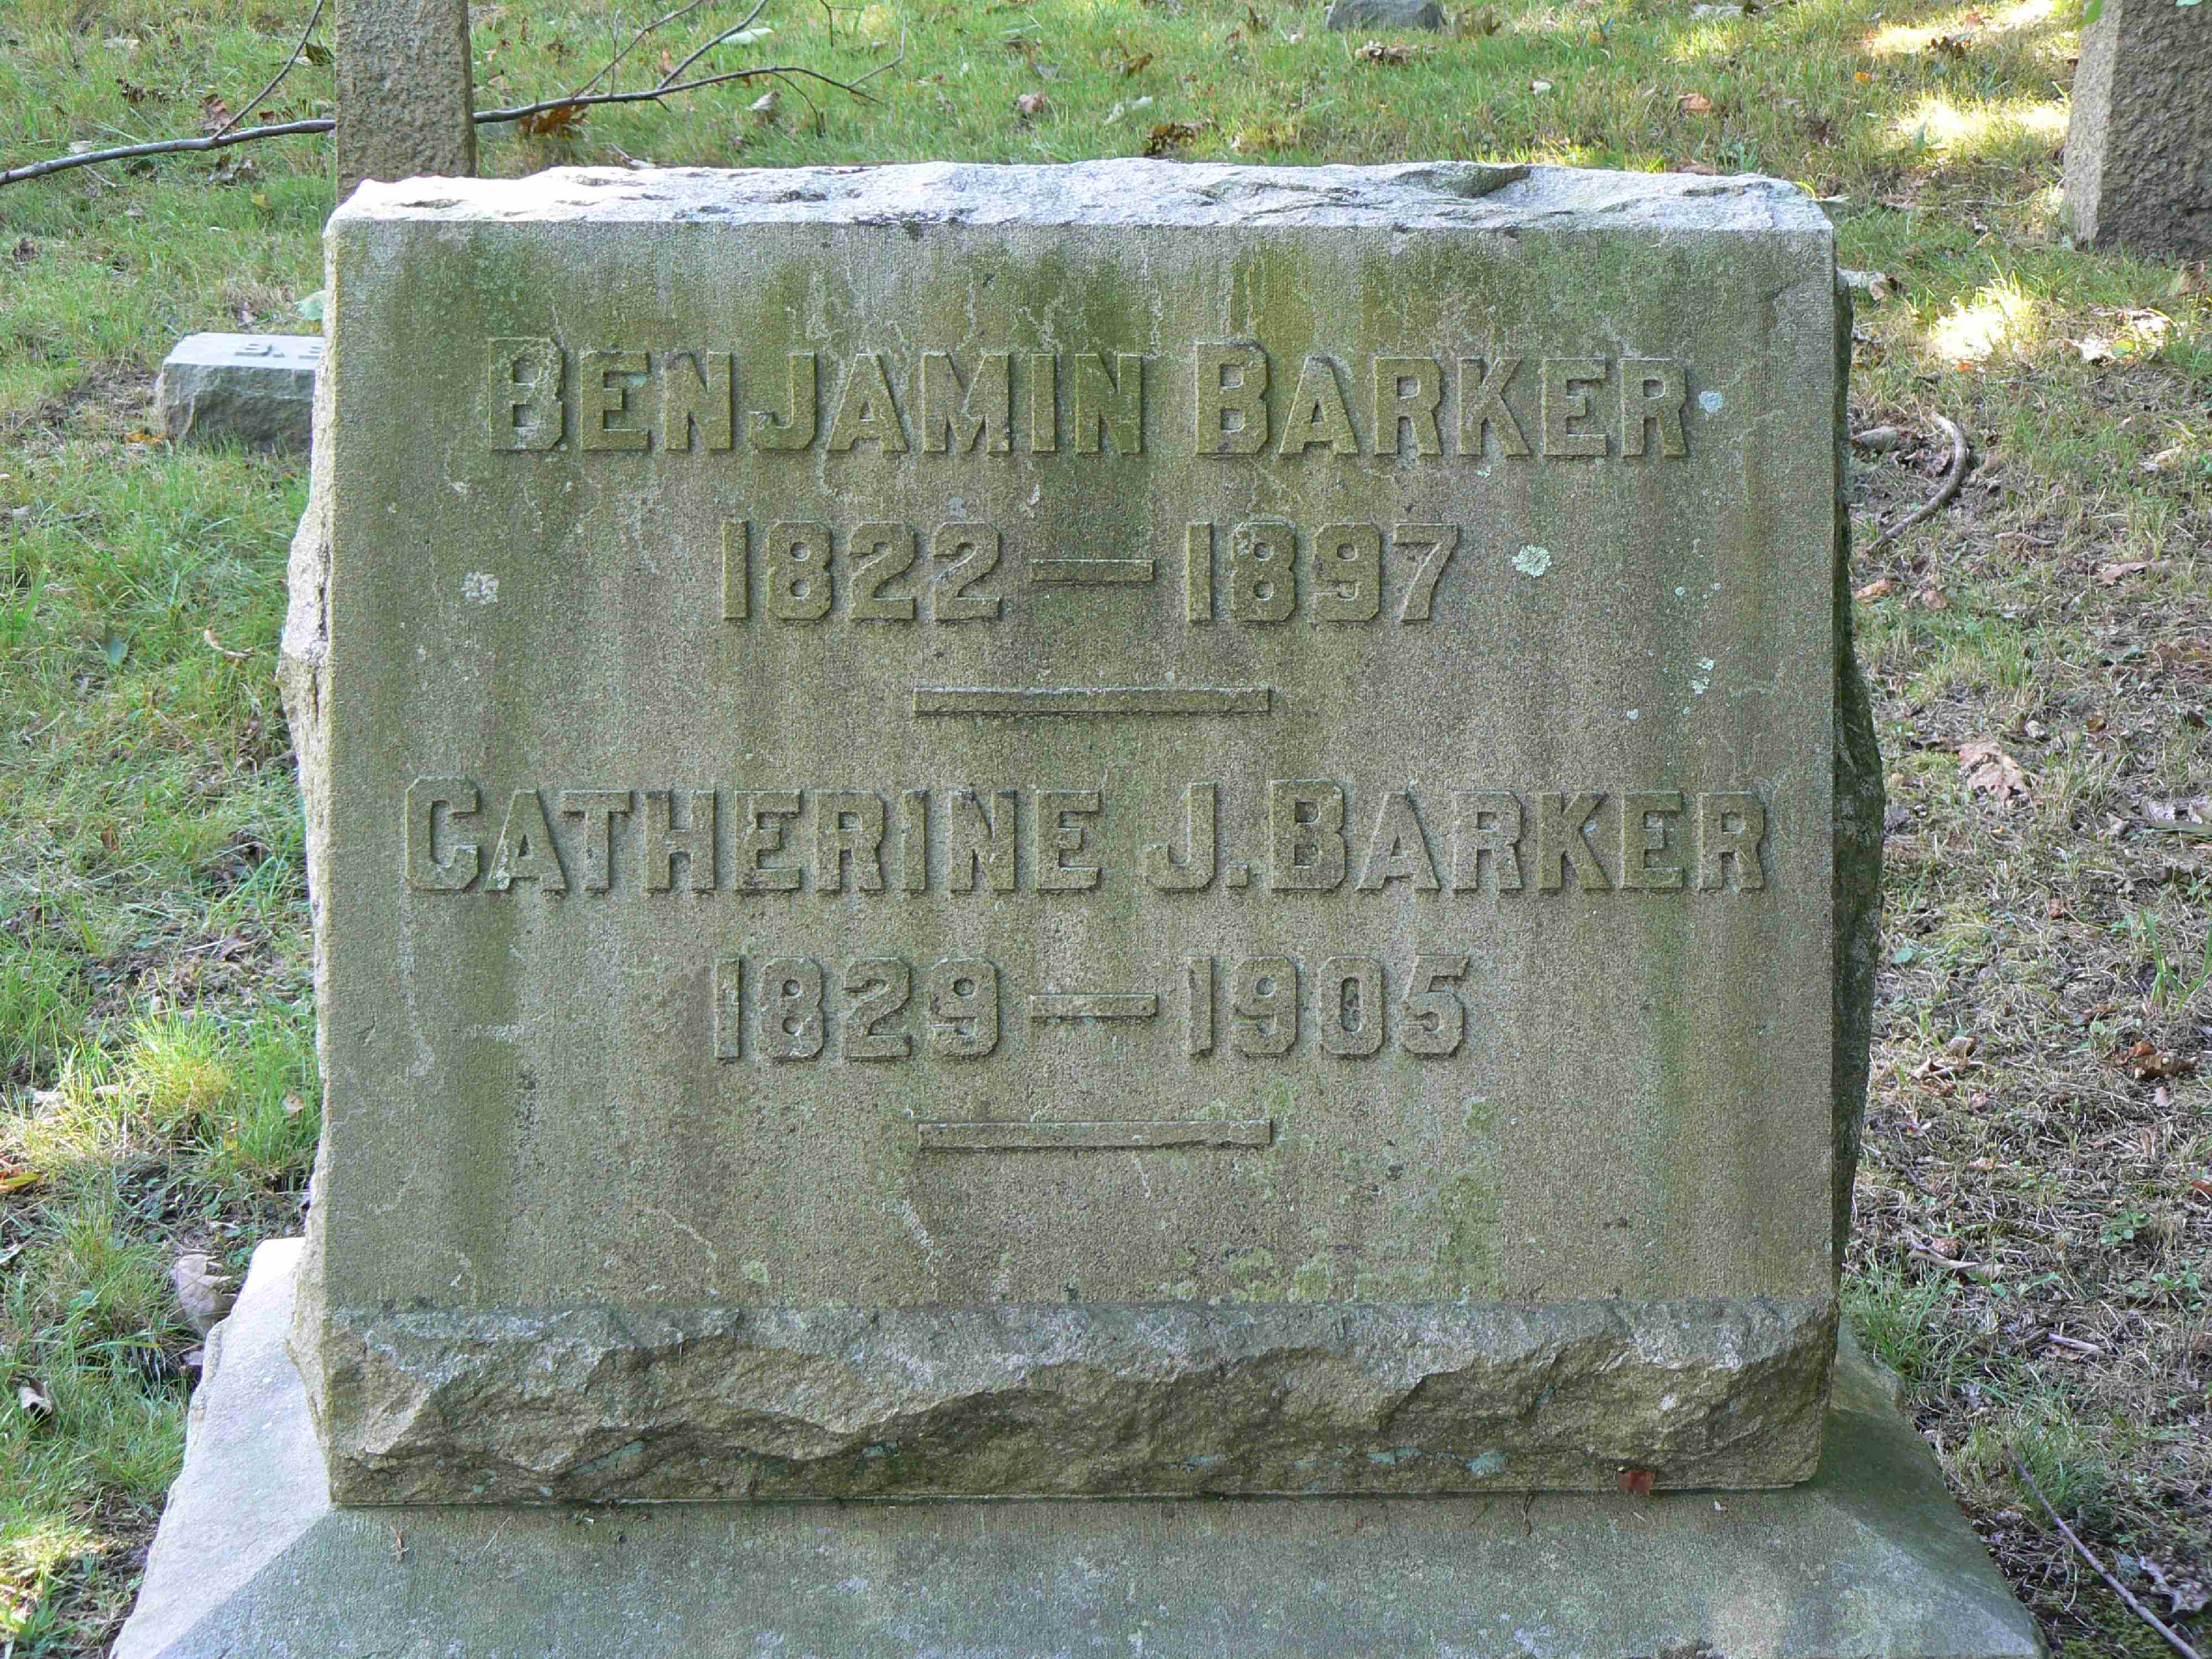 BENJAMIN BARKER
1822 — 1897
CATHERINE J. BARKER
1829 — 1905